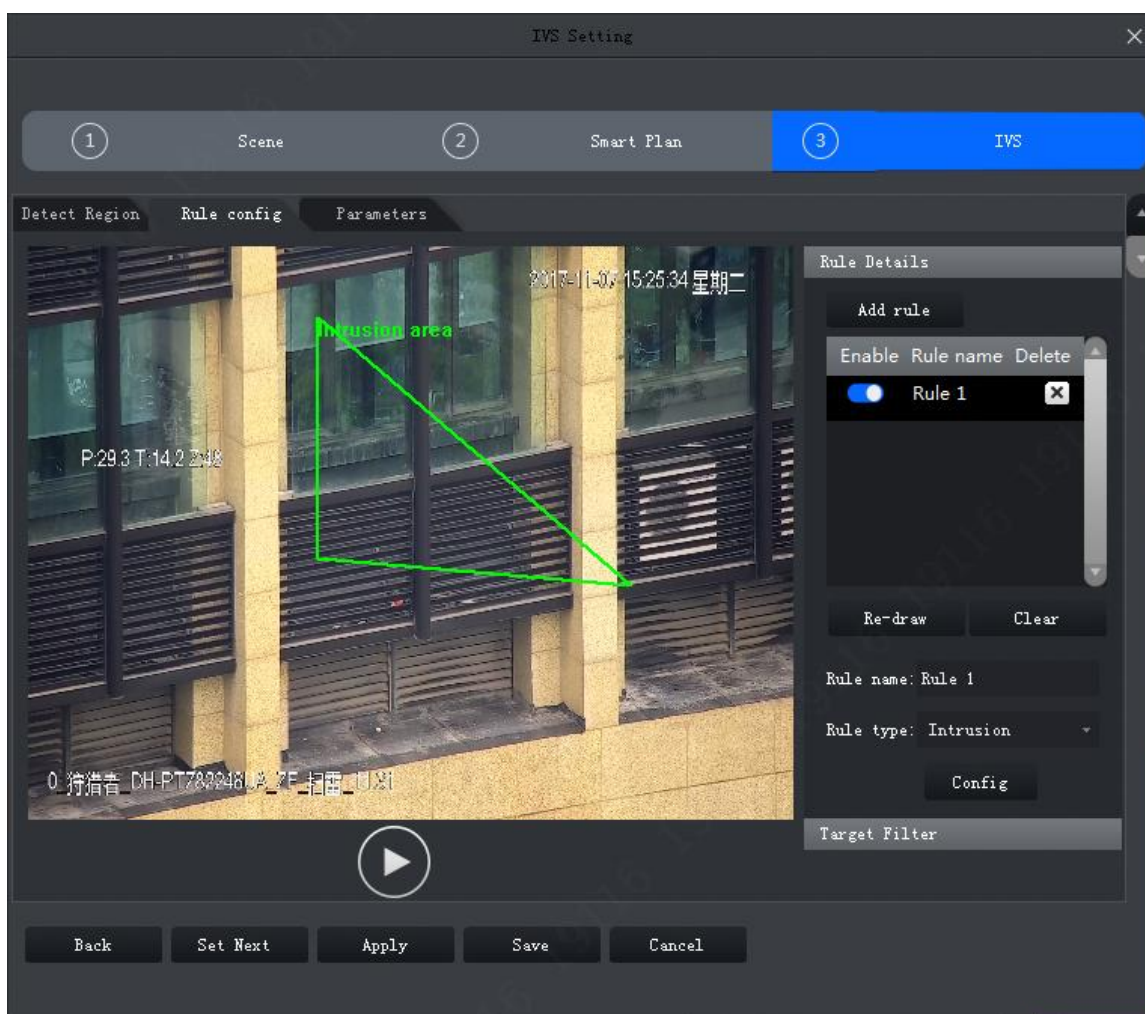 IVS Setting
1 Scene 2 Smart Plan 3 IVS
Detect Region Rule config Parameters
2017-11-07 15:25:34 星期二
Intrusion area
P:29.3 T:14.2 Z:48
Rule Details
Add rule
Enable Rule name Delete
Rule 1
Re-draw Clear
Rule name: Rule 1
Rule type: Intrusion
Config
Target Filter
Back Set Next Apply Save Cancel